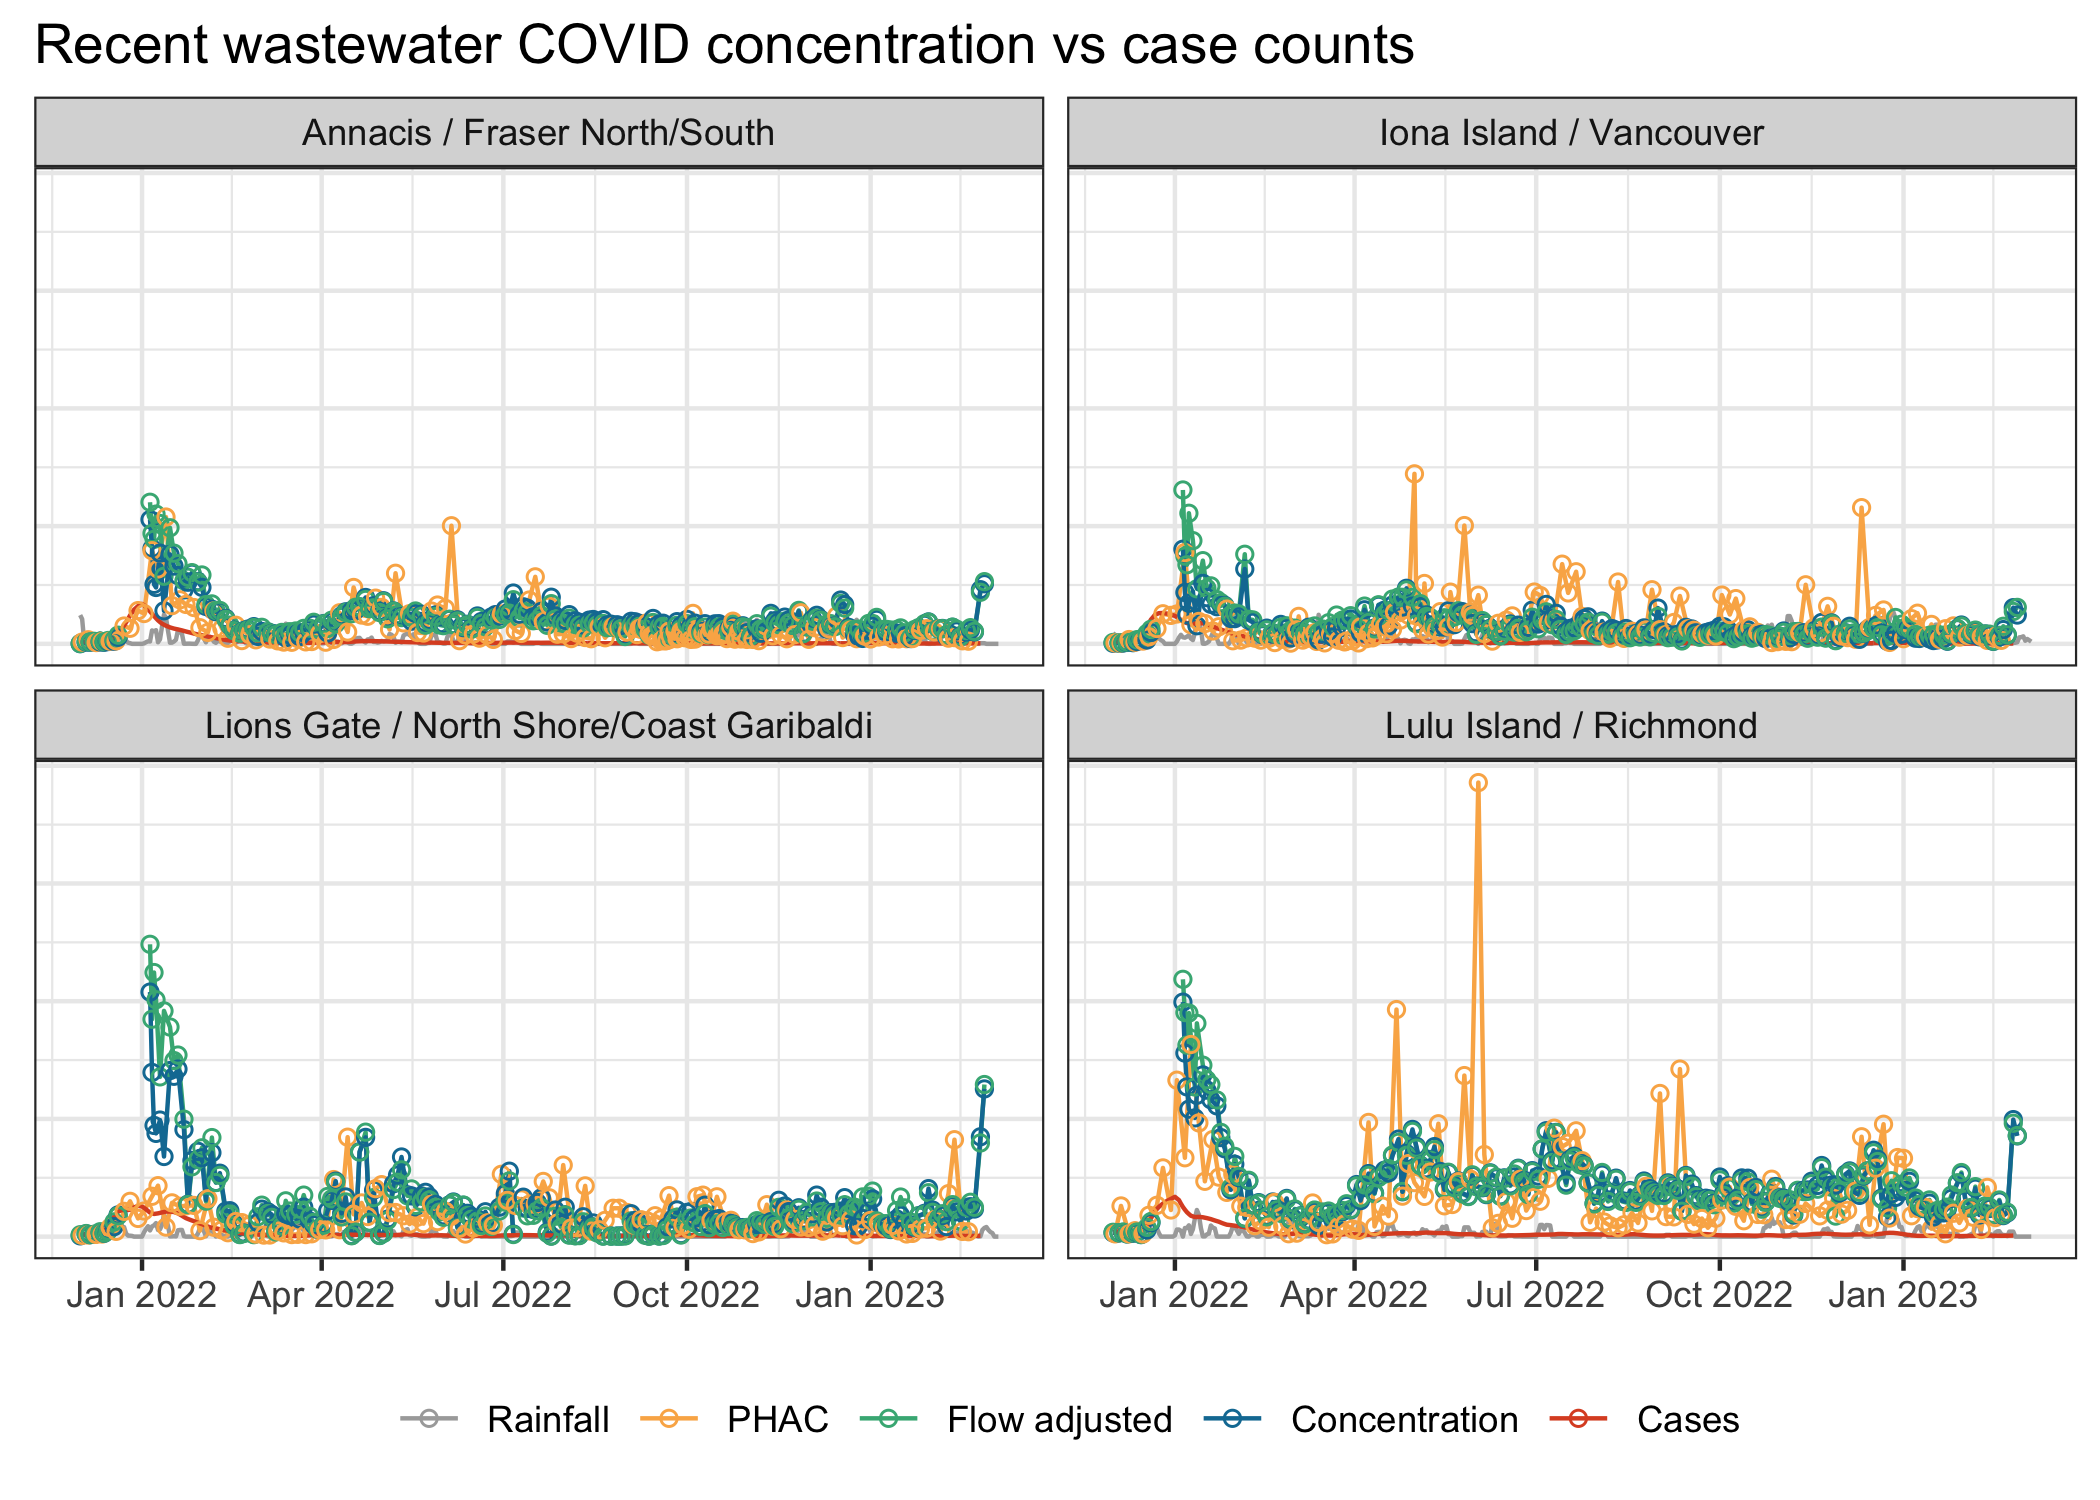 Recent wastewater COVID concentration vs case counts
Annacis / Fraser North/South
Iona Island / Vancouver
Lions Gate / North Shore/Coast Garibaldi
Lulu Island / Richmond
Jan 2022 Apr 2022 Jul 2022 Oct 2022 Jan 2023
Jan 2022 Apr 2022 Jul 2022 Oct 2022 Jan 2023
Rainfall PHAC Flow adjusted Concentration Cases